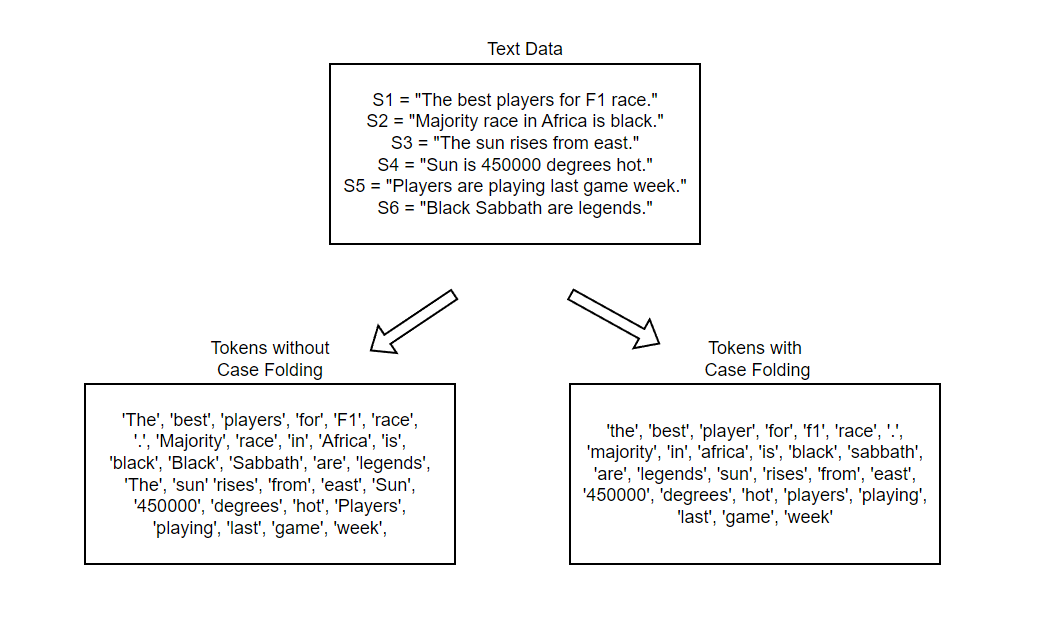 Text Data
S1 = "The best players for F1 race."
S2 = "Majority race in Africa is black."
S3 = "The sun rises from east."
S4 = "Sun is 450000 degrees hot."
S5 = "Players are playing last game week."
S6 = "Black Sabbath are legends."
Tokens without
Case Folding
'The', 'best', 'players', 'for', 'F1', 'race',
'.', 'Majority', 'race', 'in', 'Africa', 'is',
'black', 'Black', 'Sabbath', 'are', 'legends',
'The', 'sun' 'rises', 'from', 'east', 'Sun',
'450000', 'degrees', 'hot', 'Players',
'playing', 'last', 'game', 'week',
Tokens with
Case Folding
'the', 'best', 'player', 'for', 'f1', 'race', '.',
'majority', 'in', 'africa', 'is', 'black', 'sabbath',
'are', 'legends', 'sun', 'rises', 'from', 'east',
'450000', 'degrees', 'hot', 'players', 'playing',
'last', 'game', 'week'